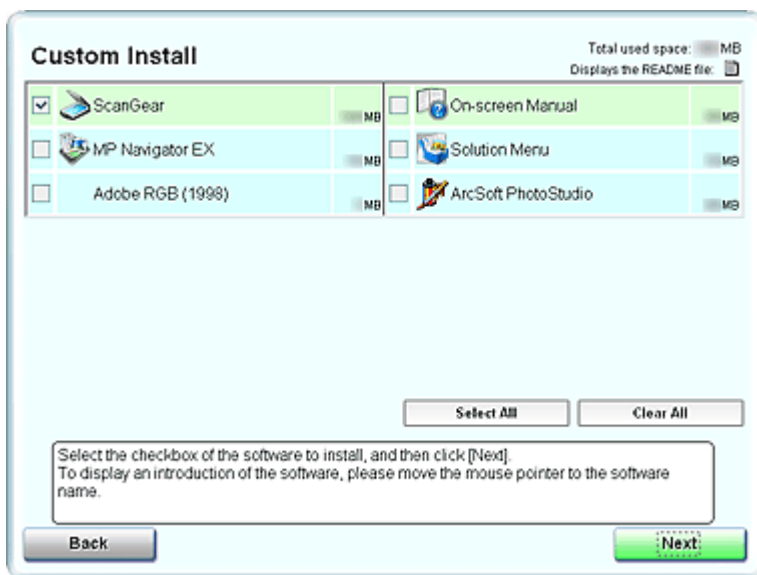 Custom Install
Total used space: MB
Displays the README file:
ScanGear MB
On-screen Manual MB
MP Navigator EX MB
Solution Menu MB
Adobe RGB (1998) MB
ArcSoft PhotoStudio MB
Select All
Clear All
Select the checkbox of the software to install, and then click [Next].
To display an introduction of the software, please move the mouse pointer to the software
name.
Back
Next